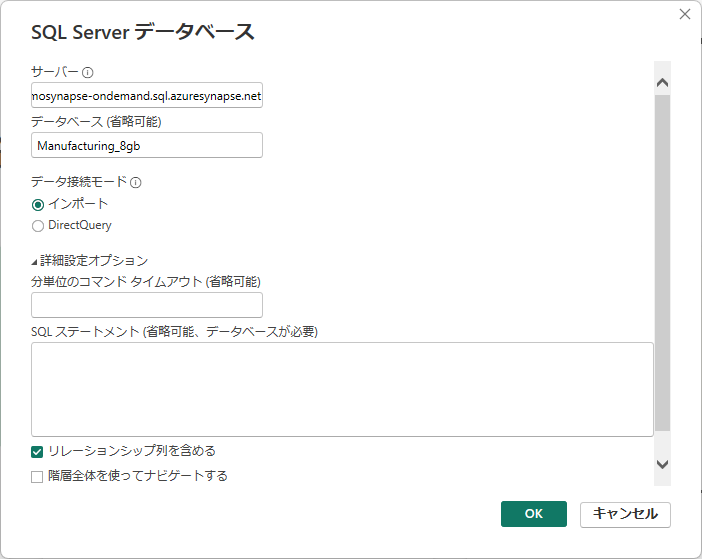 SQL Server データベース
サーバー
mosynapse-ondemand.sql.azuresynapse.net
データベース (省略可能)
Manufacturing_8gb
データ接続モード
インポート
DirectQuery
詳細設定オプション
分単位のコマンド タイムアウト (省略可能)
SQL ステートメント (省略可能、データベースが必要)
リレーションシップ列を含める
階層全体を使ってナビゲートする
OK
キャンセル